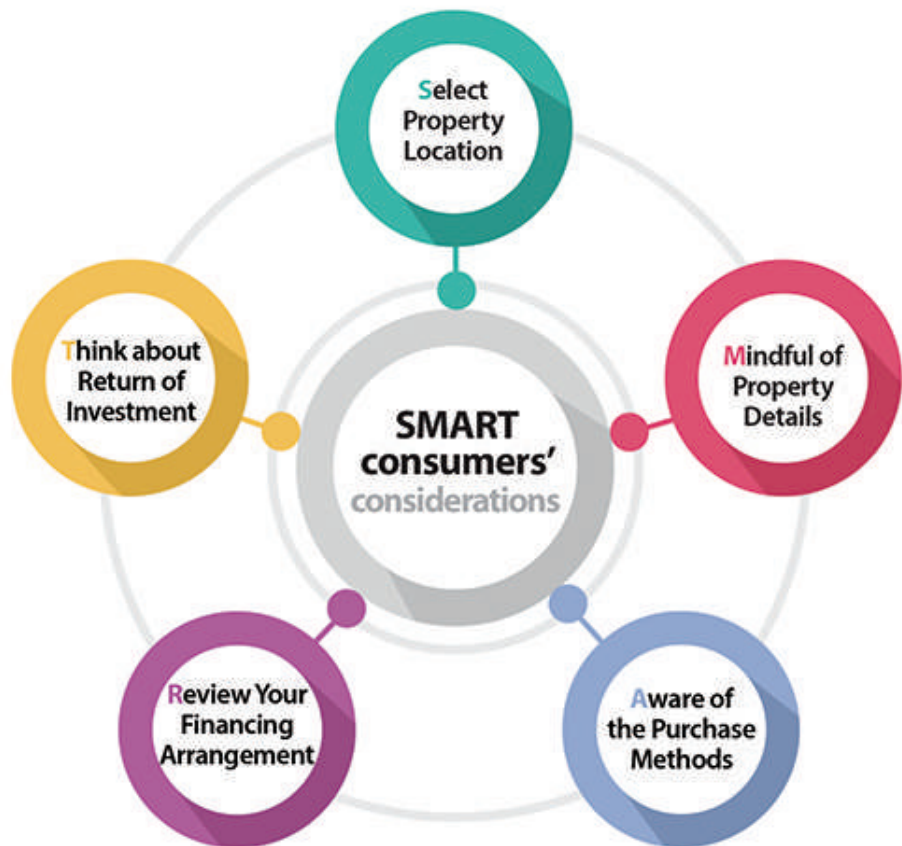 SMART
consumers'
considerations
Select
Property
Location
Mindful of
Property
Details
Aware of
the Purchase
Methods
Review Your
Financing
Arrangement
Think about
Return of
Investment